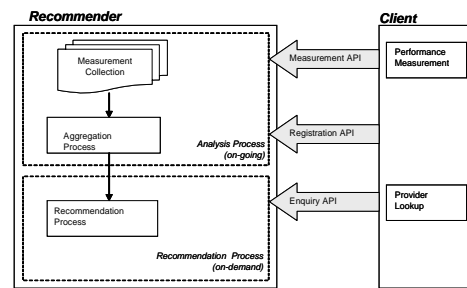 Recommender
Client
Measurement
Collection
Measurement API
Performance
Measurement
Aggregation
Process
Registration API
Analysis Process
(on-going)
Enquiry API
Provider
Lookup
Recommendation
Process
Recommendation Process
(on-demand)